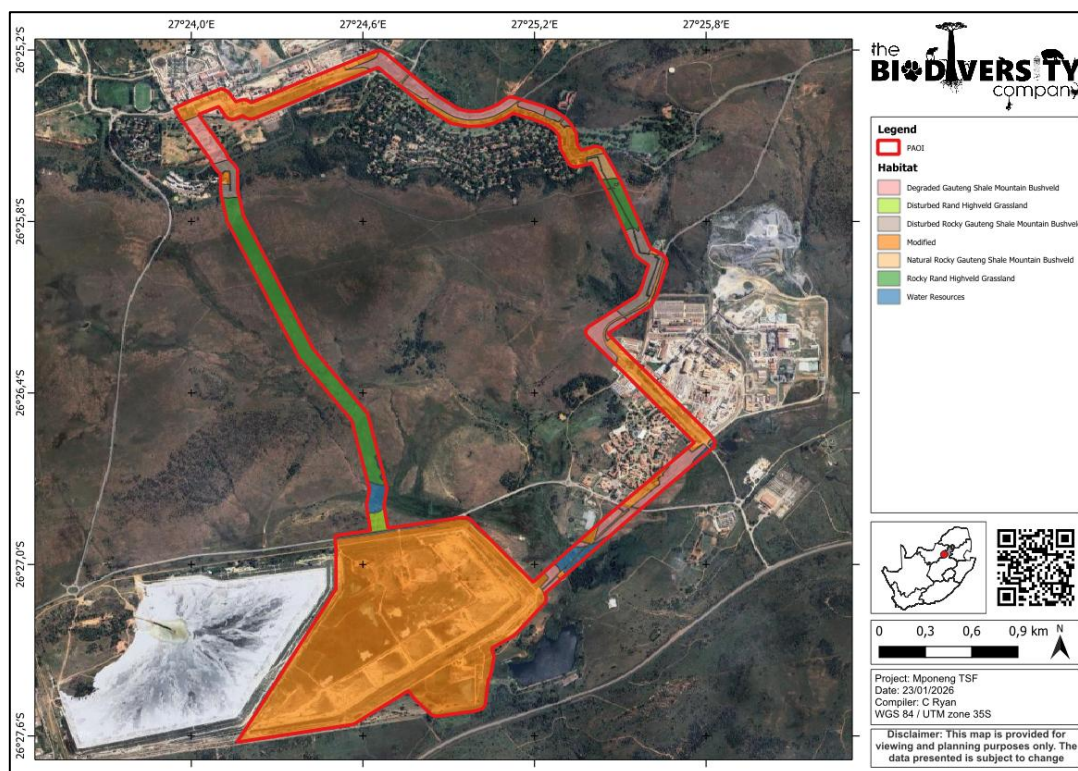 27°24,0'E 27°24,6'E 27°25,2'E 27°25,8'E
26°25,2'S
26°25,8'S
26°26,4'S
26°27,0'S
26°27,6'S
the
BIODIVERSITY
company
Legend
PAOI
Habitat
Degraded Gauteng Shale Mountain Bushveld
Disturbed Rand Highveld Grassland
Disturbed Rocky Gauteng Shale Mountain Bushveld
Modified
Natural Rocky Gauteng Shale Mountain Bushveld
Rocky Rand Highveld Grassland
Water Resources
0 0,3 0,6 0,9 km N
Project: Mponeng TSF
Date: 23/01/2026
Compiler: C Ryan
WGS 84 / UTM zone 35S
Disclaimer: This map is provided for
viewing and planning purposes only. The
data presented is subject to change